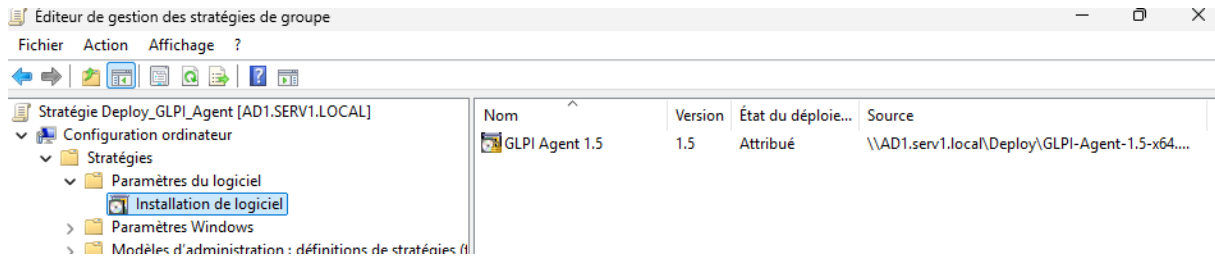 Éditeur de gestion des stratégies de groupe
Fichier Action Affichage ?
Stratégie Deploy_GLPI_Agent [AD1.SERV1.LOCAL]
Configuration ordinateur
Stratégies
Paramètres du logiciel
Installation de logiciel
Paramètres Windows
Modèles d'administration : définitions de stratégies (f
Nom Version État du déploie... Source
GLPI Agent 1.5 1.5 Attribué \\AD1.serv1.local\Deploy\GLPI-Agent-1.5-x64....